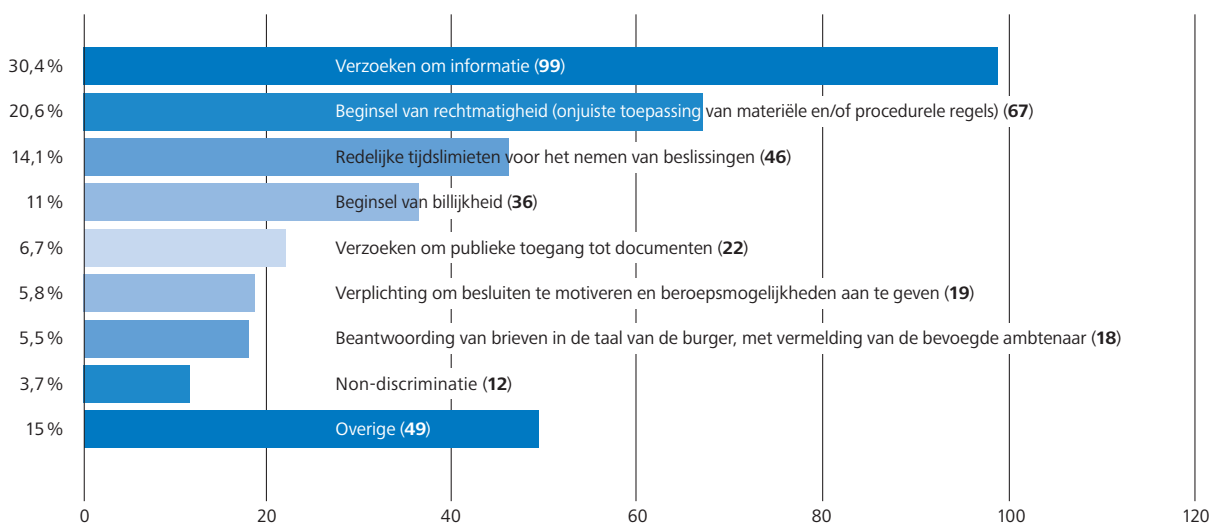 30,4 % Verzoeken om informatie (99)
20,6 % Beginsel van rechtmatigheid (onjuiste toepassing van materiële en/of procedurele regels) (67)
14,1 % Redelijke tijdslimieten voor het nemen van beslissingen (46)
11 % Beginsel van billijkheid (36)
6,7 % Verzoeken om publieke toegang tot documenten (22)
5,8 % Verplichting om besluiten te motiveren en beroepsmogelijkheden aan te geven (19)
5,5 % Beantwoording van brieven in de taal van de burger, met vermelding van de bevoegde ambtenaar (18)
3,7 % Non-discriminatie (12)
15 % Overige (49)
0 20 40 60 80 100 120